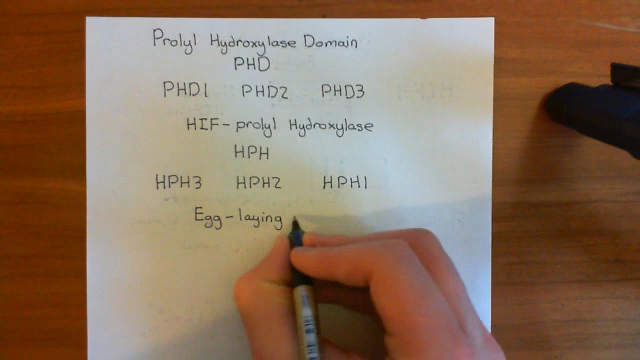 Prolyl Hydroxylase Domain
PHD
PHD1 PHD2 PHD3
HIF-prolyl Hydroxylase
HPH
HPH3 HPH2 HPH1
Egg-laying